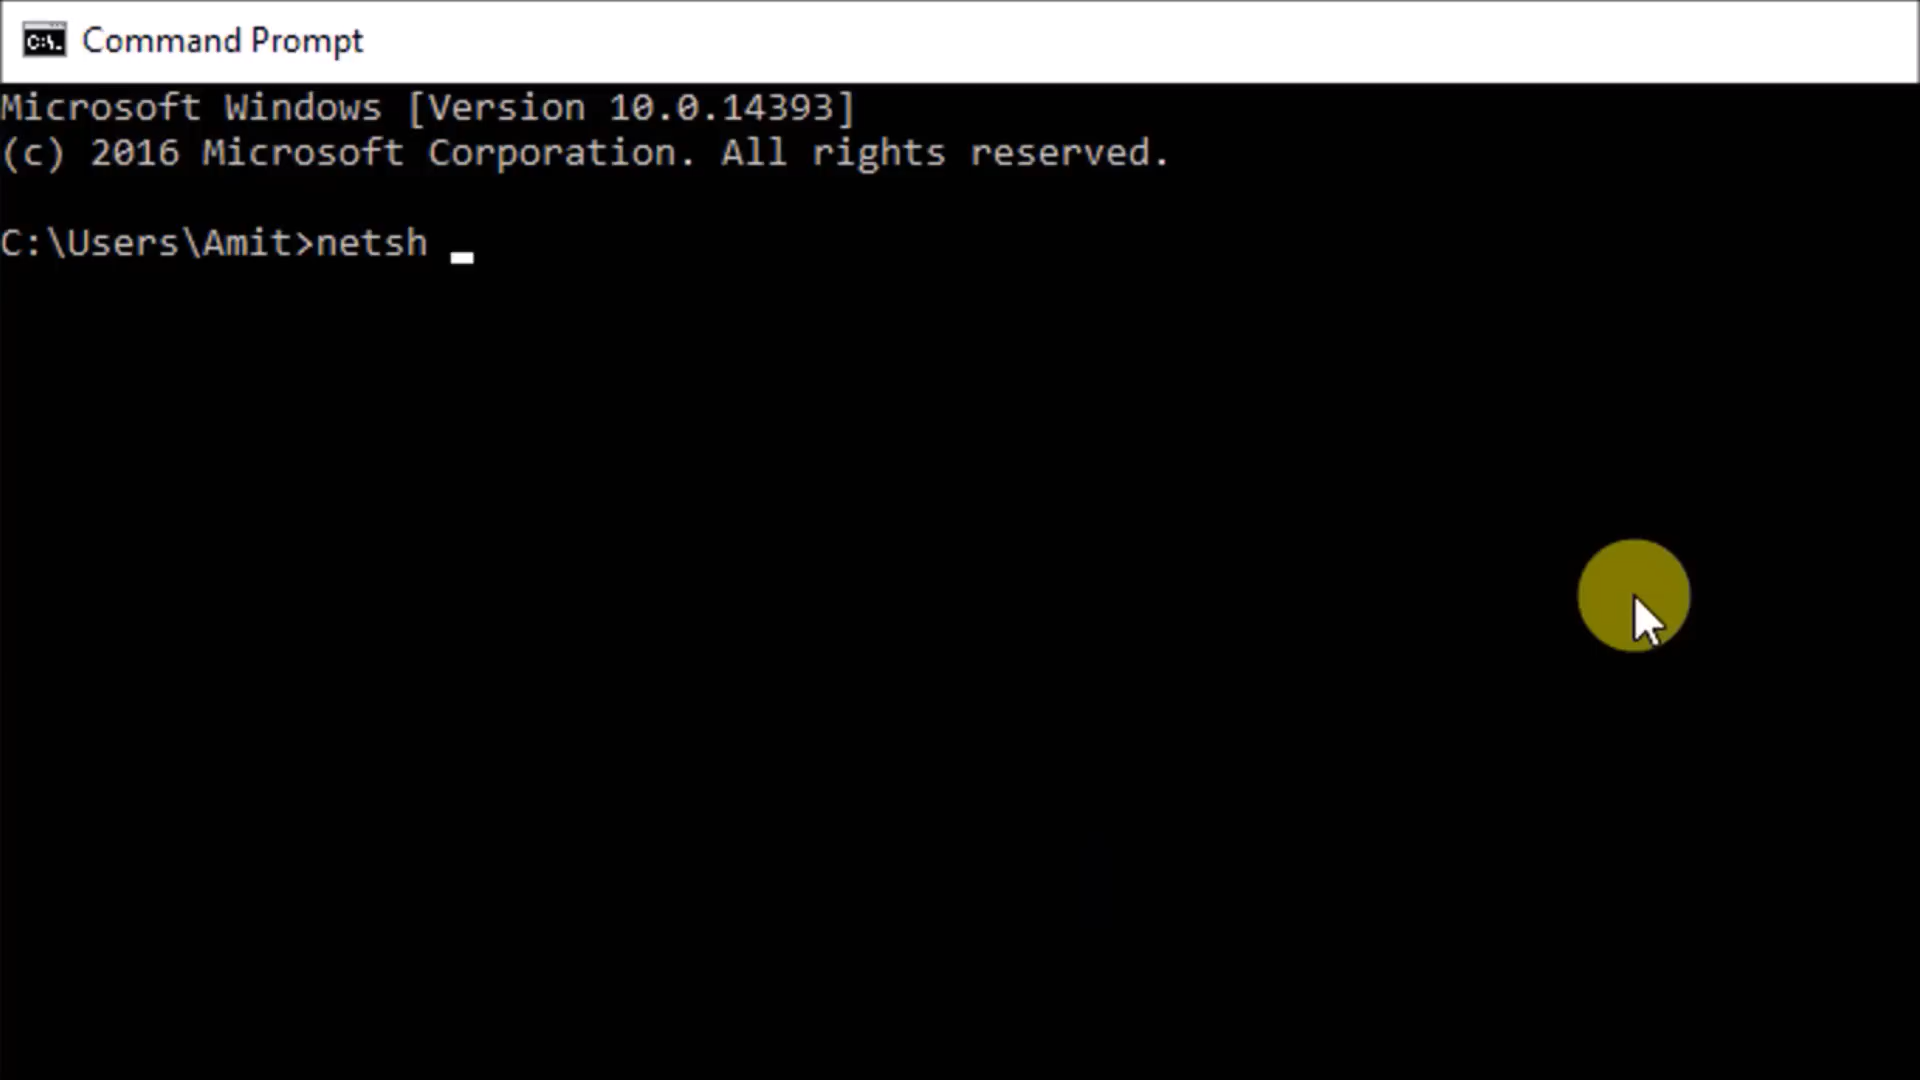 Command Prompt
Microsoft Windows [Version 10.0.14393]
(c) 2016 Microsoft Corporation. All rights reserved.
C:\Users\Amit>netsh